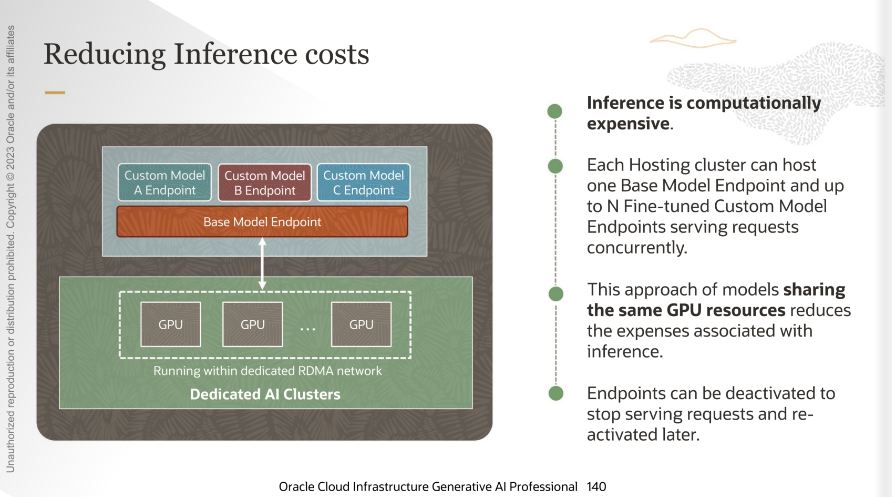 Unauthorized reproduction or distribution prohibited. Copyright © 2023 Oracle and/or its affiliates
Reducing Inference costs
Custom Model
A Endpoint
Custom Model
B Endpoint
Custom Model
C Endpoint
Base Model Endpoint
GPU
GPU
...
GPU
Running within dedicated RDMA network
Dedicated AI Clusters
Inference is computationally
expensive.
Each Hosting cluster can host
one Base Model Endpoint and up
to N Fine-tuned Custom Model
Endpoints serving requests
concurrently.
This approach of models sharing
the same GPU resources reduces
the expenses associated with
inference.
Endpoints can be deactivated to
stop serving requests and re-
activated later.
Oracle Cloud Infrastructure Generative AI Professional 140